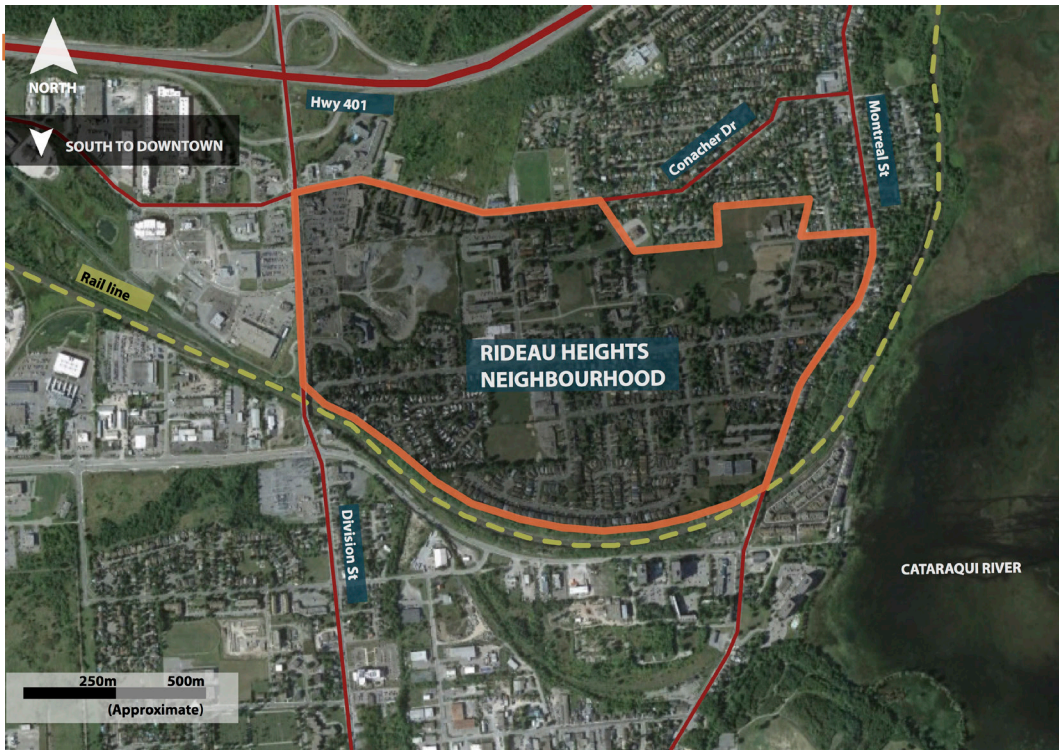 NORTH
SOUTH TO DOWNTOWN
Hwy 401
Conacher Dr
Montreal St
Rail line
RIDEAU HEIGHTS
NEIGHBOURHOOD
Division St
CATARAQUI RIVER
250m 500m
(Approximate)